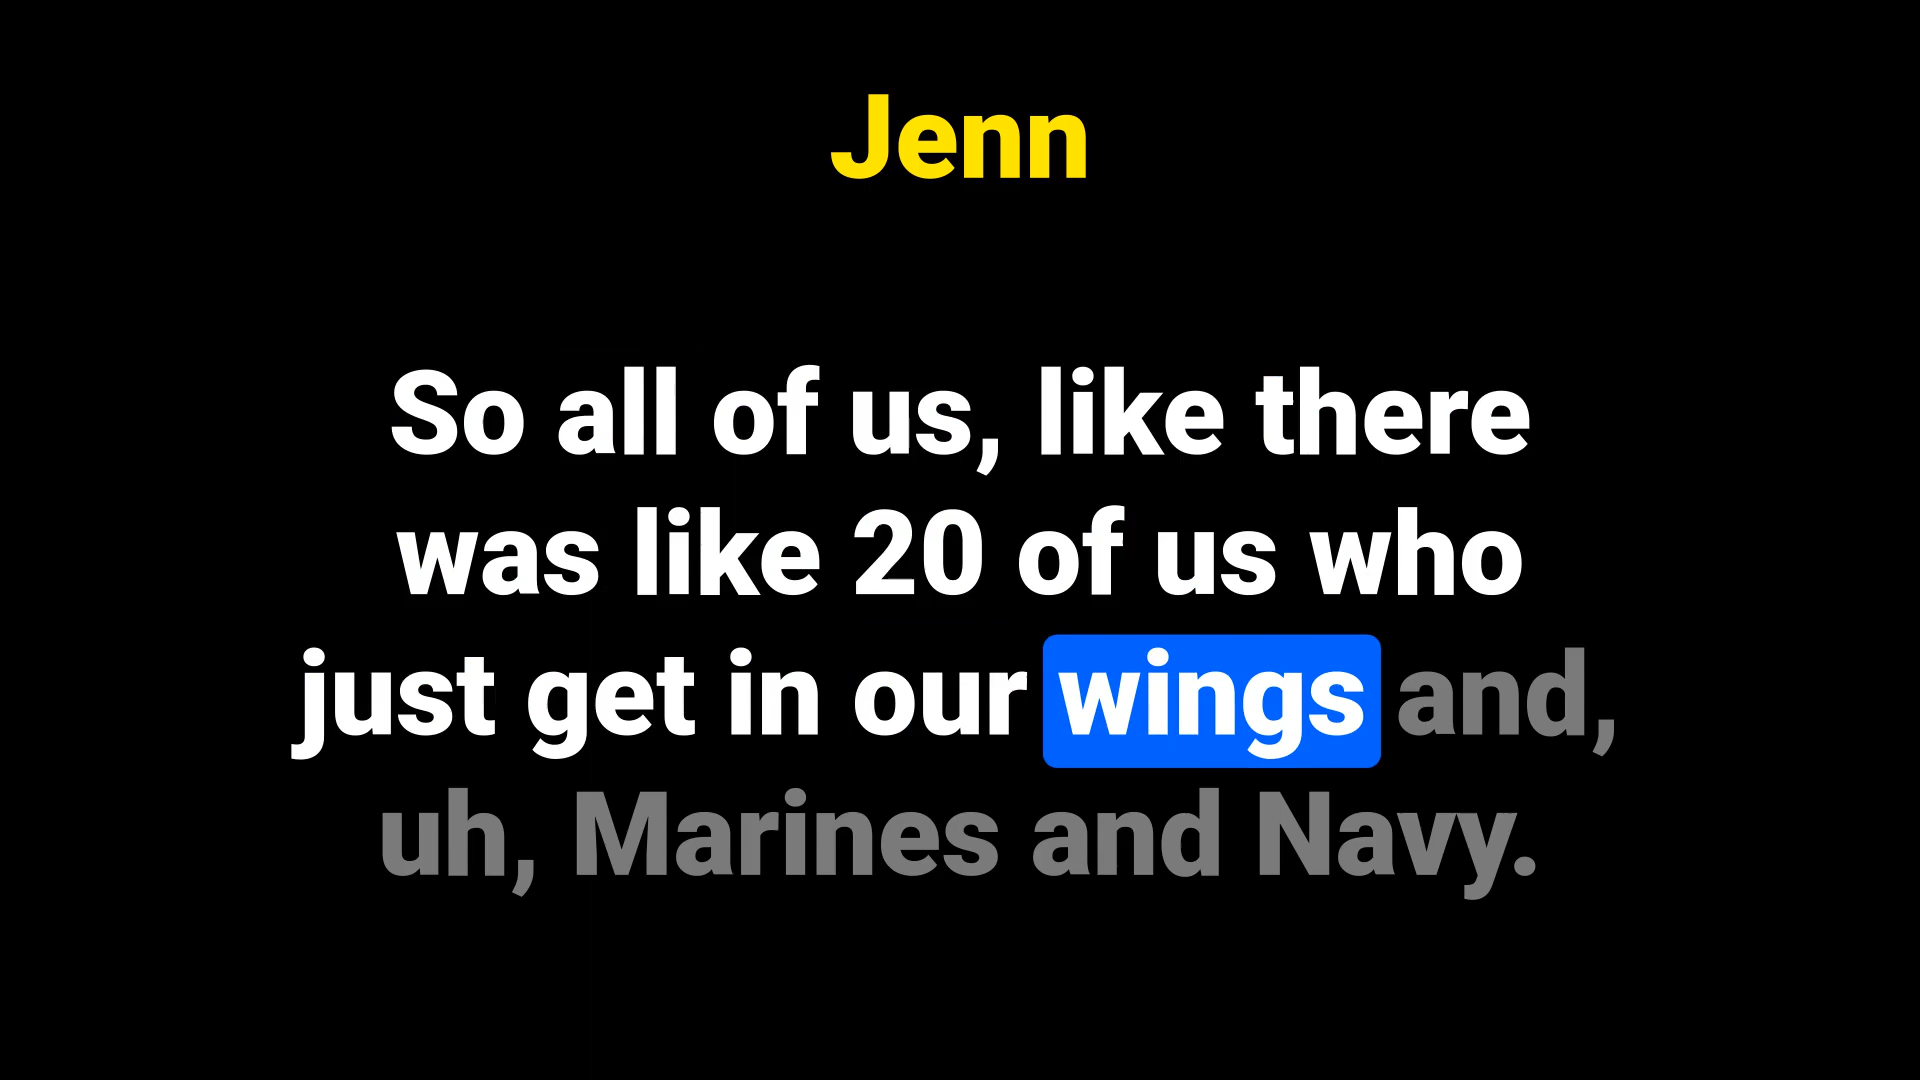 Jenn
So all of us, like there
was like 20 of us who
just get in our wings and,
uh, Marines and Navy.